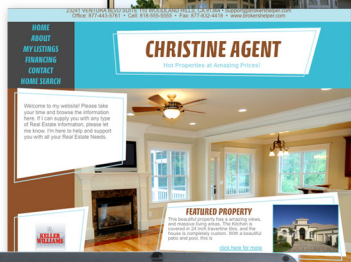 23241 VENTURA BLVD SUITE 110 WOODLAND HILLS, CA 91364 • support@brokershelper.com
Office: 877-443-5761 • Cell: 818-555-5555 • Fax: 877-632-4418 • www.brokershelper.com
HOME
ABOUT
MY LISTINGS
FINANCING
CONTACT
HOME SEARCH
CHRISTINE AGENT
Hot Properties at Amazing Prices!
Welcome to my website! Please take
your time and browse the information
here. If I can supply you with any type
of Real Estate information, please let
me know. I'm here to help and support
you with all your Real Estate Needs.
KELLER
WILLIAMS
FEATURED PROPERTY
This beautiful property has a amazing views,
and massive living areas. The Kitchen is
covered in 24 inch travertine tiles, and the
house is completely custom. With a beautiful
patio and pool, this is
click here for more